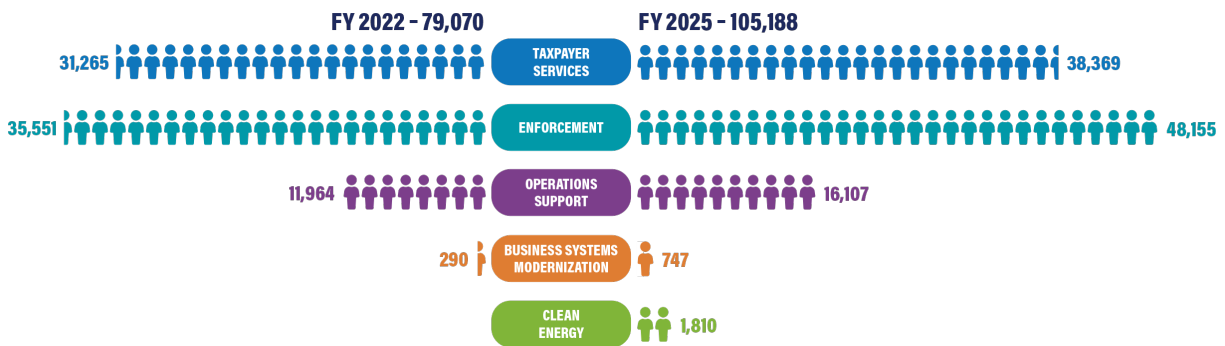 FY 2022 – 79,070
FY 2025 – 105,188
31,265
TAXPAYER
SERVICES
38,369
35,551
ENFORCEMENT
48,155
11,964
OPERATIONS
SUPPORT
16,107
290
BUSINESS SYSTEMS
MODERNIZATION
747
CLEAN
ENERGY
1,810